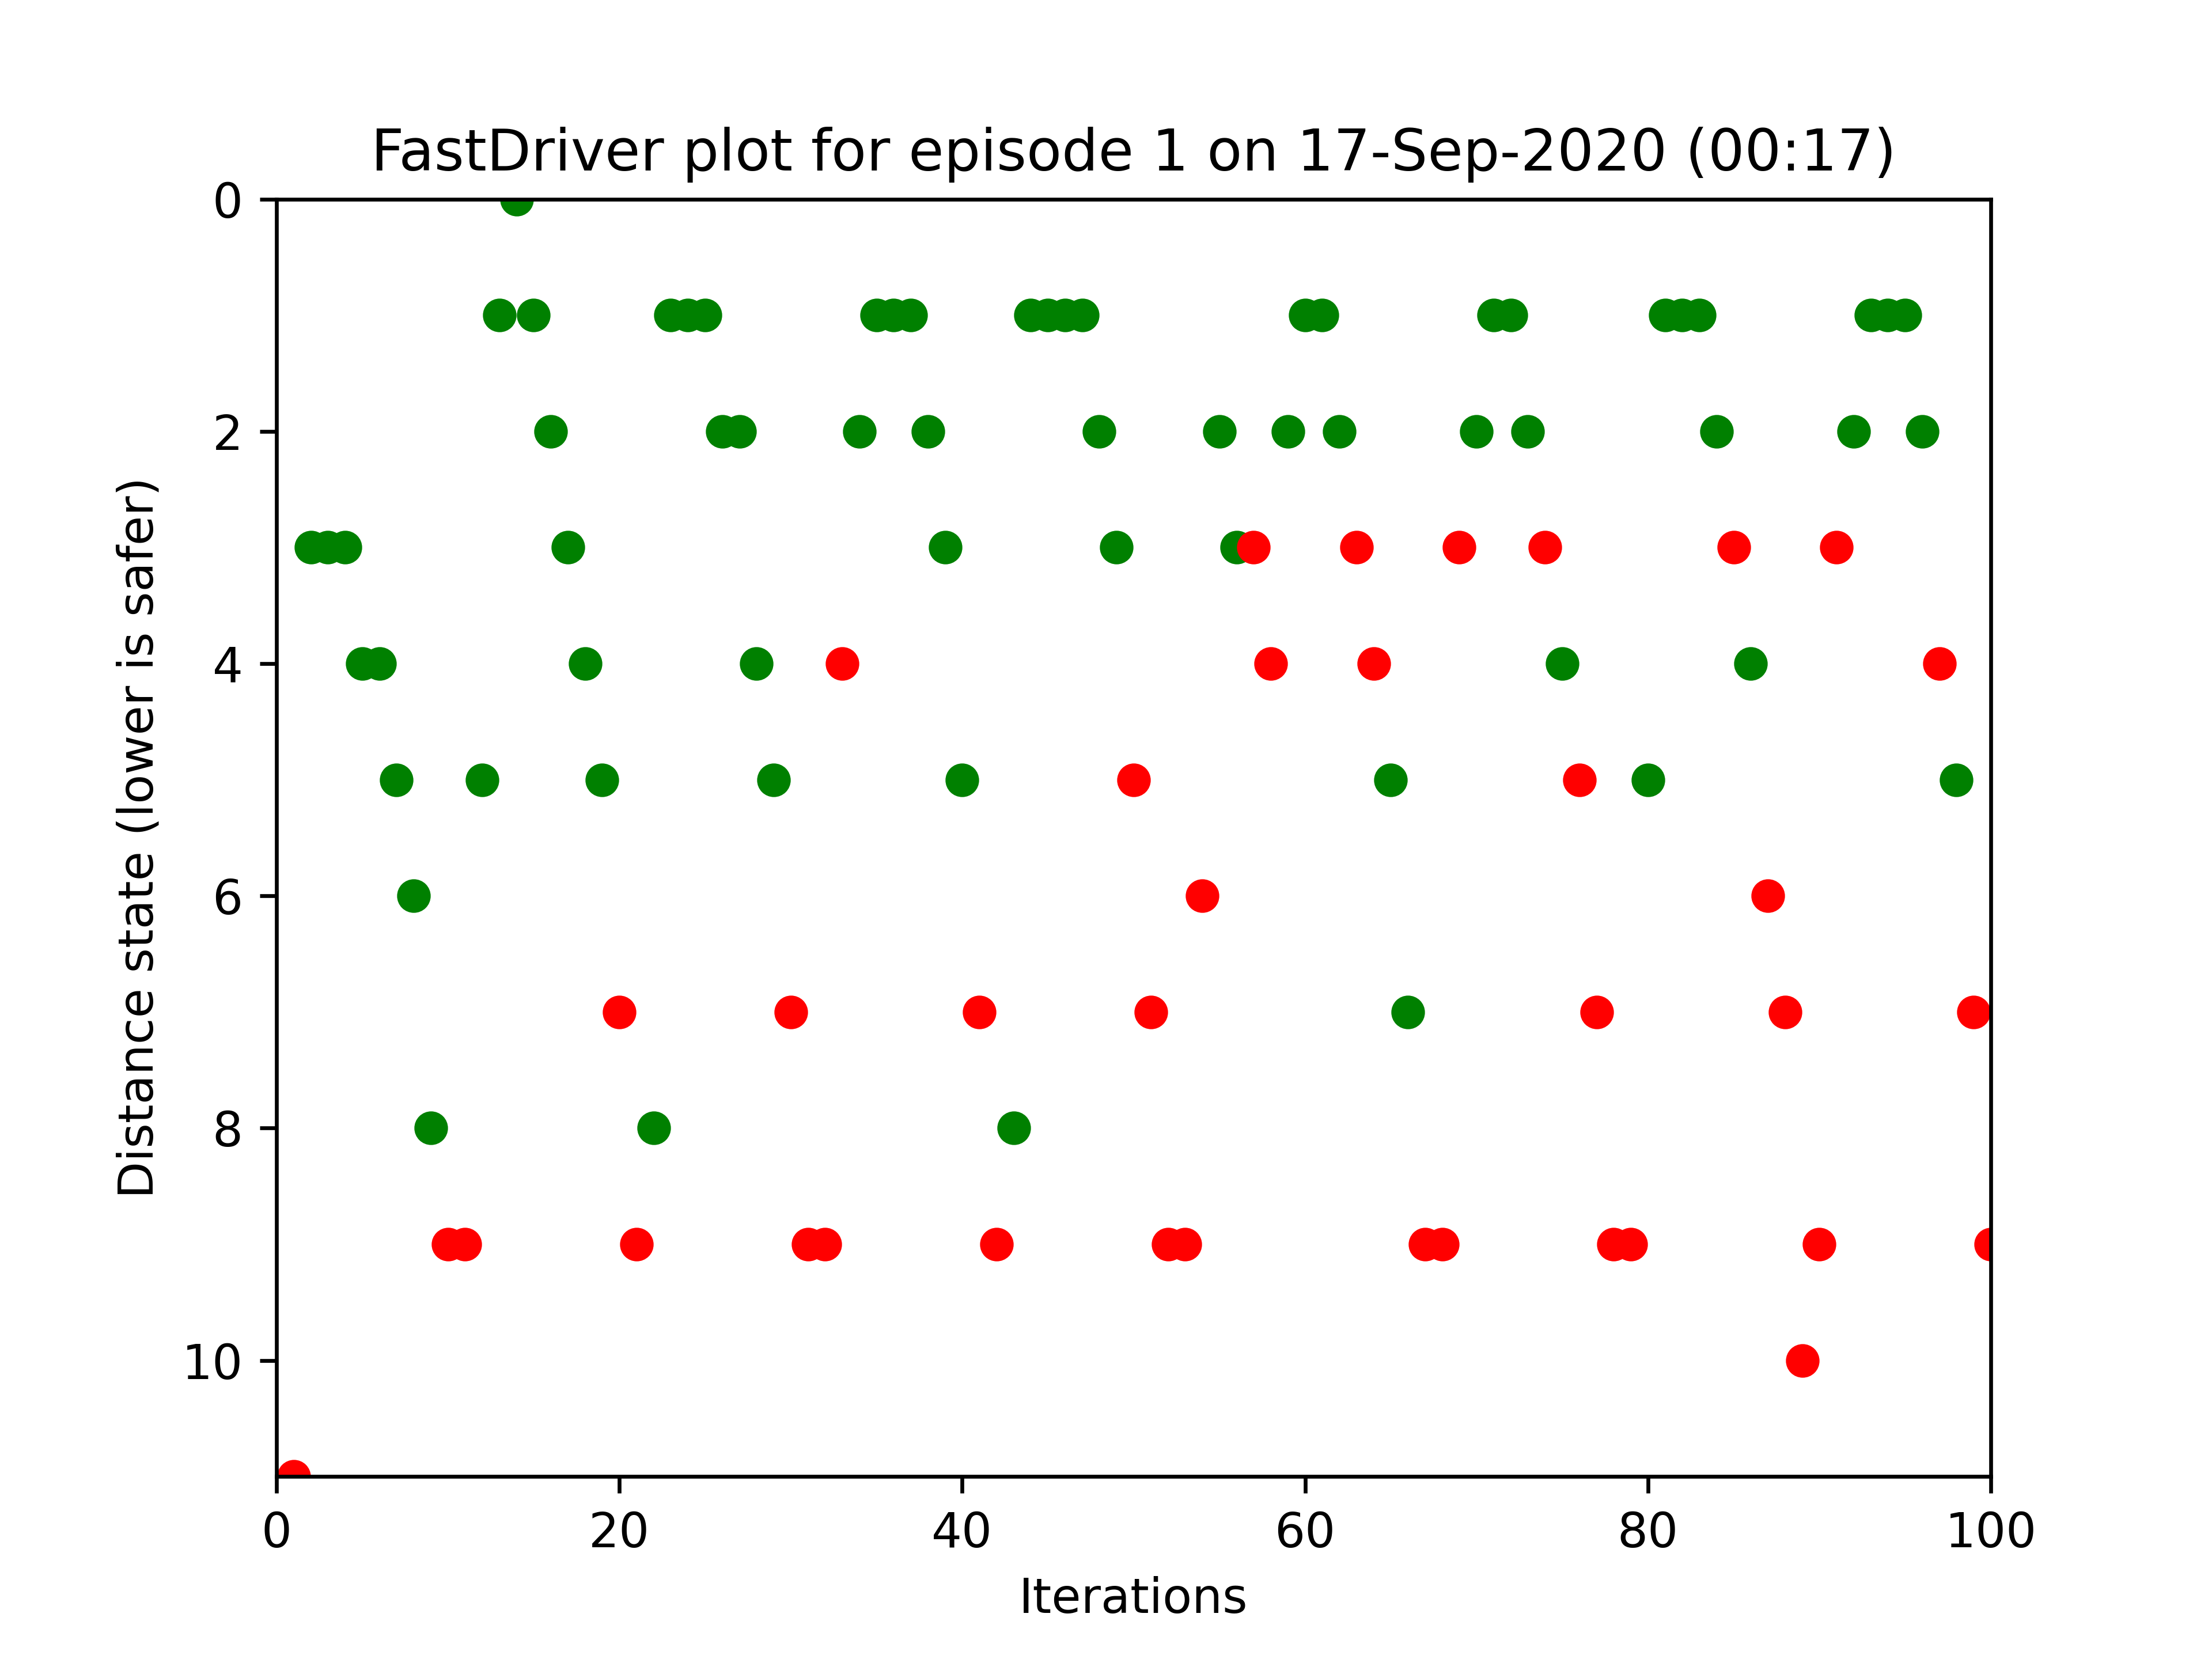 FastDriver plot for episode 1 on 17-Sep-2020 (00:17)
0
2
4
6
8
10
Distance state (lower is safer)
0 20 40 60 80 100
Iterations